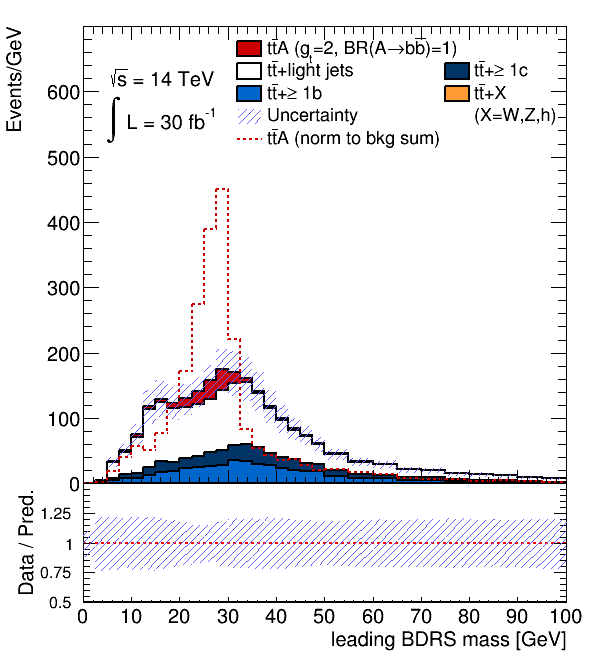 Events/GeV
tt̄A (g_t=2, BR(A→bb̄)=1)
tt̄+light jets
tt̄+≥ 1c
tt̄+≥ 1b
tt̄+X
Uncertainty
(X=W,Z,h)
tt̄A (norm to bkg sum)
√s = 14 TeV
∫ L = 30 fb⁻¹
600
500
400
300
200
100
0
Data / Pred.
1.25
1
0.75
0.5
0 10 20 30 40 50 60 70 80 90 100
leading BDRS mass [GeV]